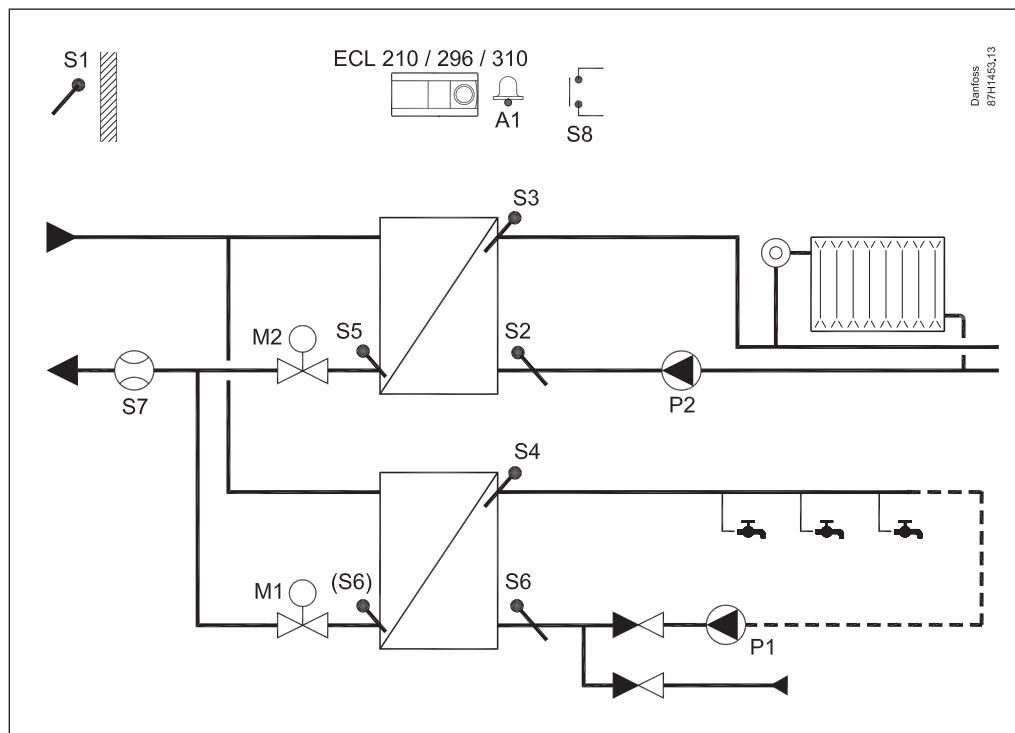 S1
ECL 210 / 296 / 310
A1
S8
Danfoss
87H1453.13
S3
M2
S5
S2
S7
P2
S4
M1
(S6)
S6
P1